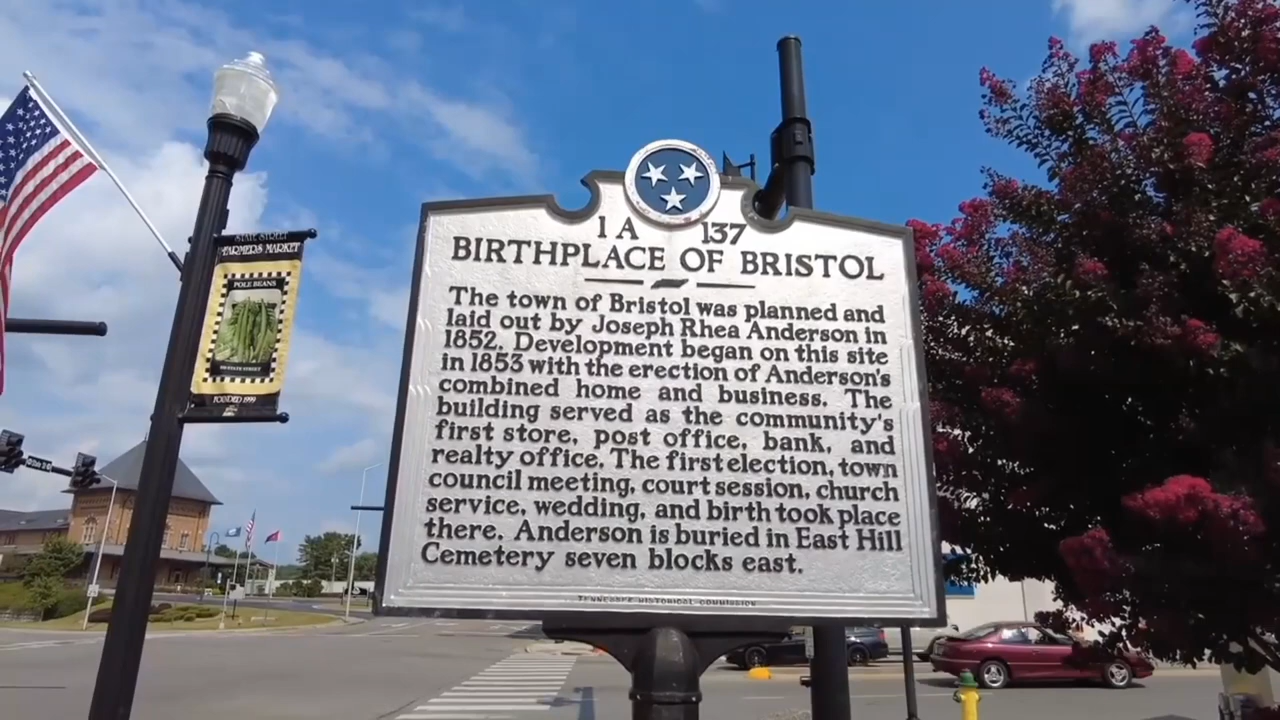 1 A 137
BIRTHPLACE OF BRISTOL
The town of Bristol was planned and
laid out by Joseph Rhea Anderson in
1852. Development began on this site
in 1853 with the erection of Anderson's
combined home and business. The
building served as the community's
first store, post office, bank, and
realty office. The first election, town
council meeting, court session, church
service, wedding, and birth took place
there. Anderson is buried in East Hill
Cemetery seven blocks east.
TENNESSEE HISTORICAL COMMISSION
STATE STREET
FARMERS MARKET
POLE BEANS
FOUNDED 1999